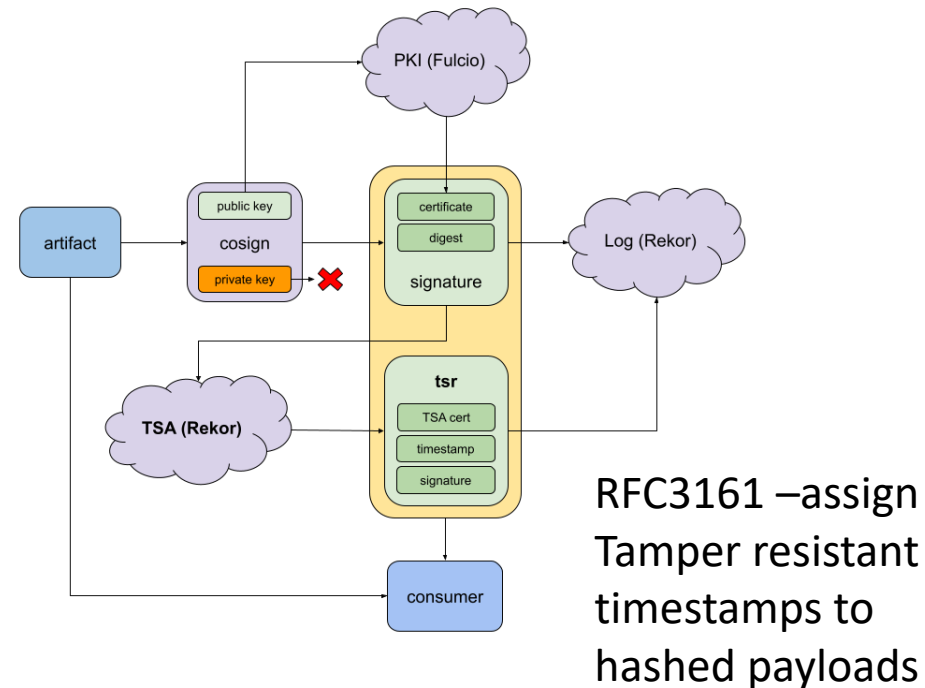 PKI (Fulcio)
public key
cosign
private key
artifact
certificate
digest
signature
Log (Rekor)
TSA (Rekor)
tsr
TSA cert
timestamp
signature
consumer
RFC3161 –assign
Tamper resistant
timestamps to
hashed payloads